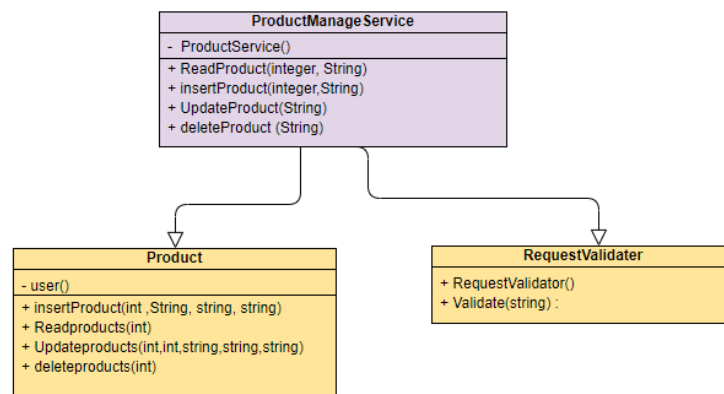 ProductManageService
- ProductService()
+ ReadProduct(integer, String)
+ insertProduct(integer,String)
+ UpdateProduct(String)
+ deleteProduct (String)
Product
- user()
+ insertProduct(int ,String, string, string)
+ Readproducts(int)
+ Updateproducts(int,int,string,string,string)
+ deleteproducts(int)
RequestValidater
+ RequestValidator()
+ Validate(string) :